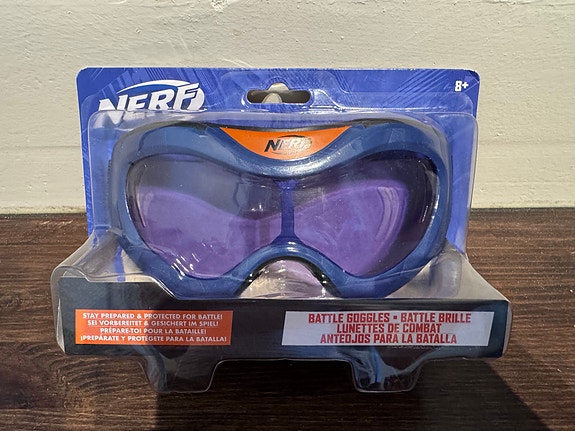 NERF
8+
NERF
STAY PREPARED & PROTECTED FOR BATTLE!
SEI VORBEREITET & GESICHERT IM SPIEL!
PRÉPARE-TOI POUR LA BATAILLE!
¡PREPÁRATE Y PROTÉGETE PARA LA BATALLA!
BATTLE GOGGLES • BATTLE BRILLE
LUNETTES DE COMBAT
ANTEOJOS PARA LA BATALLA